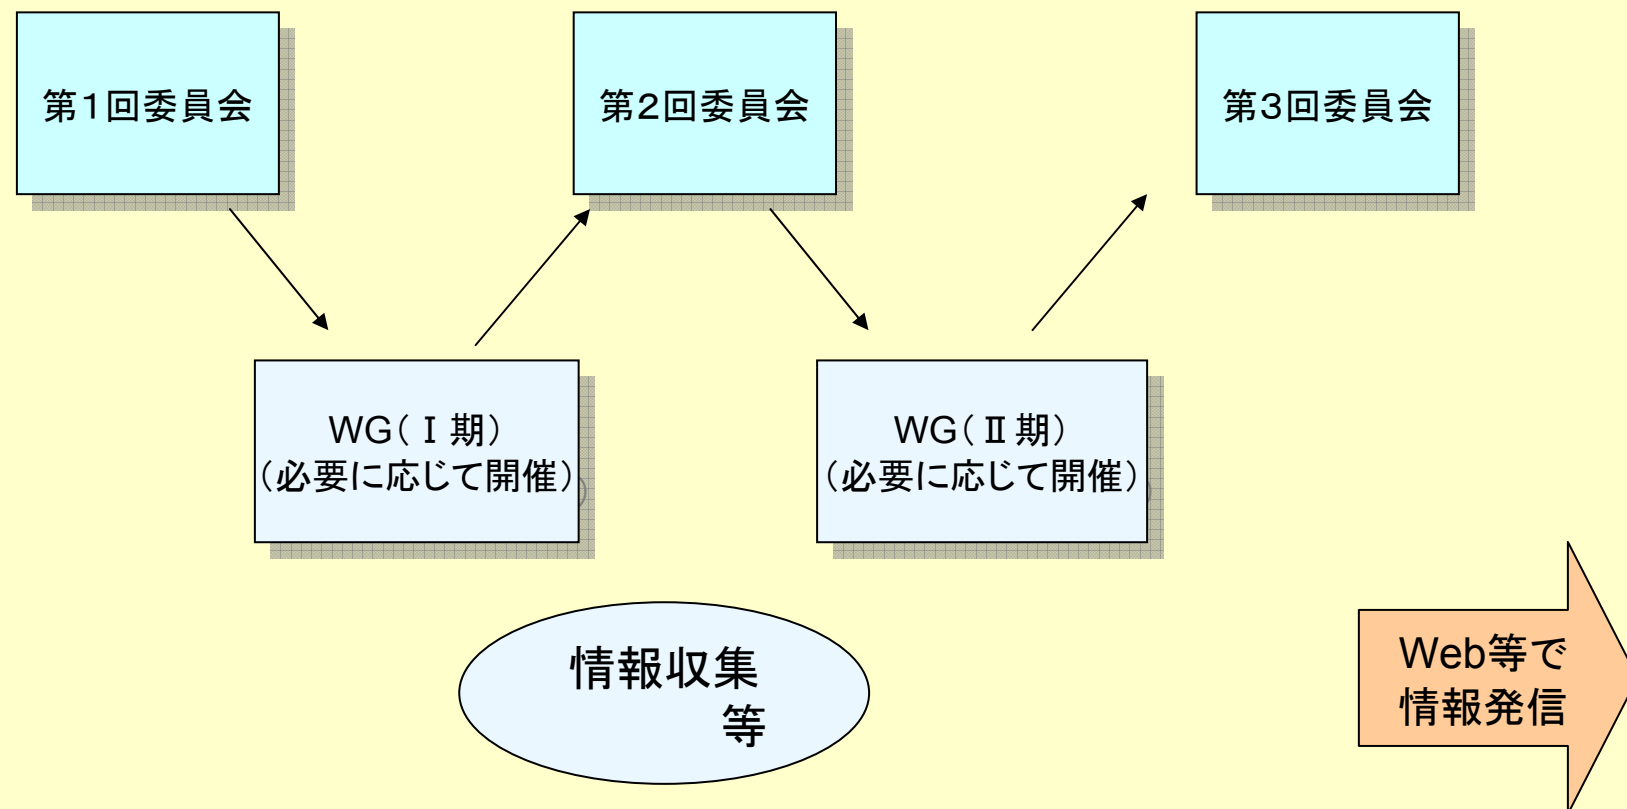 第1回委員会
第2回委員会
第3回委員会
WG(Ⅰ期)
(必要に応じて開催)
WG(Ⅱ期)
(必要に応じて開催)
情報収集
等
Web等で
情報発信